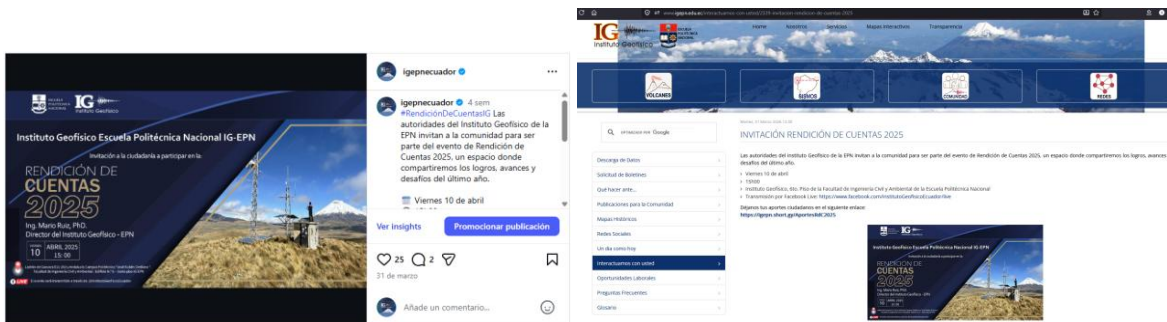 ESCUELA
POLITÉCNICA
NACIONAL
IG
Instituto Geofísico
Instituto Geofísico Escuela Politécnica Nacional IG-EPN
Invitación a la ciudadanía a participar en la:
RENDICIÓN DE
CUENTAS
2025
Ing. Mario Ruiz, PhD.
Director del Instituto Geofísico - EPN
10
ABRIL 2025
15: 00
LIVE
igepnecuador
igepnecuador 4 sem
#RendiciónDeCuentasIG Las
autoridades del Instituto Geofísico de la
EPN invitan a la comunidad para ser
parte del evento de Rendición de
Cuentas 2025, un espacio donde
compartiremos los logros, avances y
desafíos del último año.
Viernes 10 de abril
Ver insights
Promocionar publicación
25
2
31 de marzo
Añade un comentario...
IG
Instituto Geofísico
ESCUELA
POLITÉCNICA
NACIONAL
Home
Nosotros
Servicios
Mapas Interactivos
Transparencia
VOLCANES
SISMOS
COMUNIDAD
REDES
Descarga de Datos
Solicitud de Boletines
Qué hacer ante...
Publicaciones para la Comunidad
Mapas Históricos
Redes Sociales
Un día como hoy
Interactuamos con usted
Oportunidades Laborales
Preguntas Frecuentes
Glosario
INVITACIÓN RENDICIÓN DE CUENTAS 2025
Las autoridades del Instituto Geofísico de la EPN invitan a la comunidad para ser parte del evento de Rendición de Cuentas 2025, un espacio donde compartiremos los logros, avances y
desafíos del último año.
Viernes 10 de abril
15h00
Instituto Geofísico, 6to. Piso de la Facultad de Ingeniería Civil y Ambiental de la Escuela Politécnica Nacional
Transmisión por Facebook Live: https://www.facebook.com/InstitutoGeofisicoEcuador/live
Déjanos tus aportes ciudadanos en el siguiente enlace:
https://igepn.short.gy/AportesRdC2025
IG
Instituto Geofísico Escuela Politécnica Nacional IG-EPN
RENDICIÓN DE
CUENTAS
2025